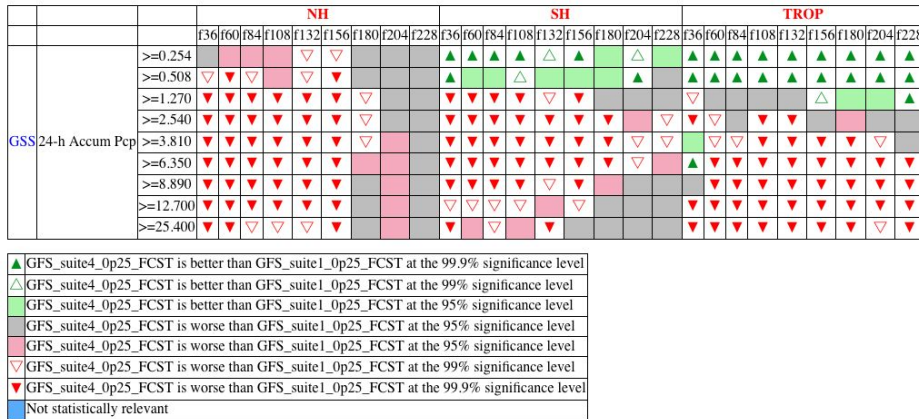 NH SH TROP
f36 f60 f84 f108 f132 f156 f180 f204 f228 f36 f60 f84 f108 f132 f156 f180 f204 f228 f36 f60 f84 f108 f132 f156 f180 f204 f228
>=0.254
>=0.508
>=1.270
>=2.540
GSS 24-h Accum Pcp >=3.810
>=6.350
>=8.890
>=12.700
>=25.400
GFS_suite4_0p25_FCST is better than GFS_suite1_0p25_FCST at the 99.9% significance level
GFS_suite4_0p25_FCST is better than GFS_suite1_0p25_FCST at the 99% significance level
GFS_suite4_0p25_FCST is better than GFS_suite1_0p25_FCST at the 95% significance level
GFS_suite4_0p25_FCST is worse than GFS_suite1_0p25_FCST at the 95% significance level
GFS_suite4_0p25_FCST is worse than GFS_suite1_0p25_FCST at the 95% significance level
GFS_suite4_0p25_FCST is worse than GFS_suite1_0p25_FCST at the 99% significance level
GFS_suite4_0p25_FCST is worse than GFS_suite1_0p25_FCST at the 99.9% significance level
Not statistically relevant